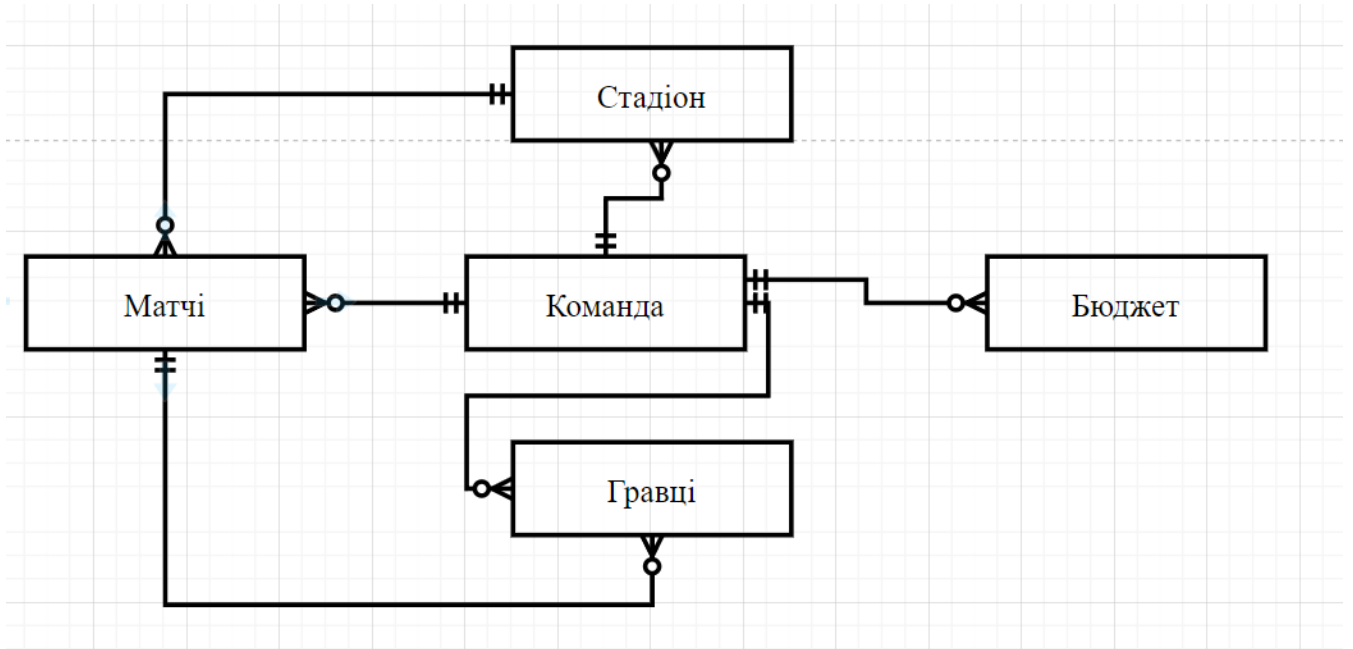 Стадіон
Матчі
Команда
Бюджет
Гравці